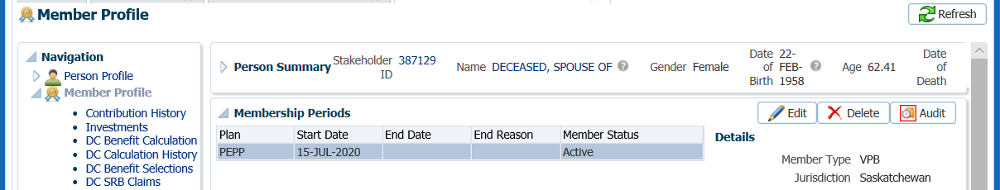 Member Profile
Refresh
Navigation
Person Profile
Member Profile
Contribution History
Investments
DC Benefit Calculation
DC Calculation History
DC Benefit Selections
DC SRB Claims
Person Summary Stakeholder ID 387129 Name DECEASED, SPOUSE OF Gender Female Date of Birth 22-FEB-1958 Age 62.41 Date of Death
Membership Periods
Edit Delete Audit
Plan Start Date End Date End Reason Member Status
PEPP 15-JUL-2020 Active
Details
Member Type VPB
Jurisdiction Saskatchewan